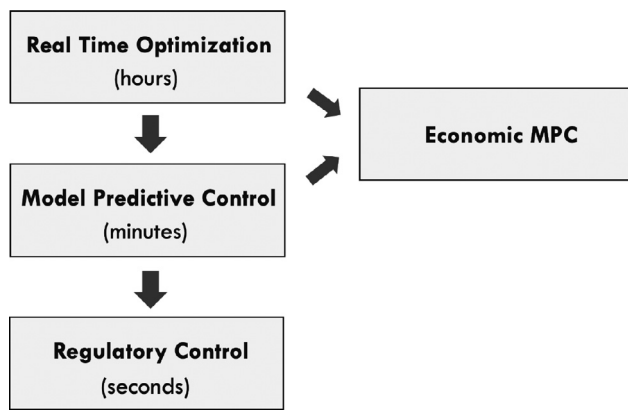 Real Time Optimization
(hours)
Economic MPC
Model Predictive Control
(minutes)
Regulatory Control
(seconds)